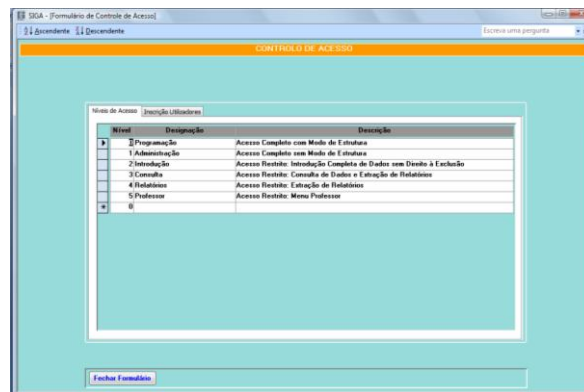 SIGA - [Formulário de Controle de Acesso]
Ascendente Descendente
Escreva uma pergunta
CONTROLO DE ACESSO
Níveis de Acesso Inscrição Utilizadores
Nível Designação Descrição
Programação Acesso Completo com Modo de Estrutura
1 Administração Acesso Completo sem Modo de Estrutura
2 Introdução Acesso Restrito: Introdução Completa de Dados sem Direito à Exclusão
3 Consulta Acesso Restrito: Consulta de Dados e Extração de Relatórios
4 Relatórios Acesso Restrito: Extração de Relatórios
5 Professor Acesso Restrito: Menu Professor
0
Fechar Formulário